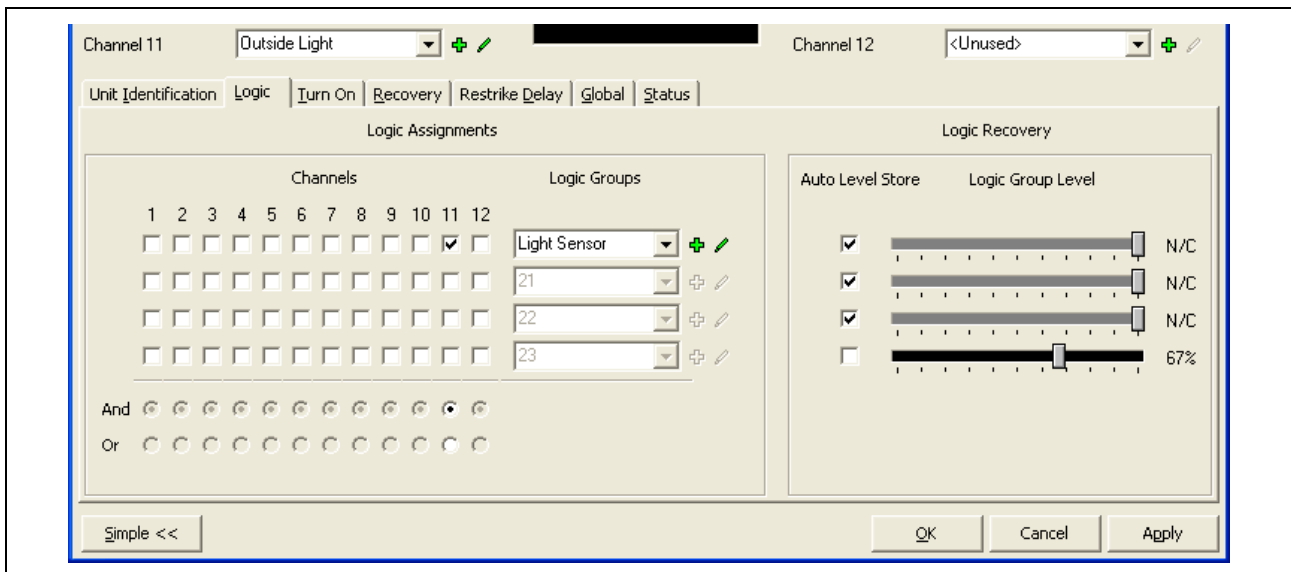 Channel 11 Outside Light Channel 12 <Unused>
Unit Identification Logic Turn On Recovery Restrike Delay Global Status
Logic Assignments Logic Recovery
Channels Logic Groups Auto Level Store Logic Group Level
1 2 3 4 5 6 7 8 9 10 11 12
Light Sensor N/C
21 N/C
22 N/C
23 67%
And
Or
Simple << OK Cancel Apply